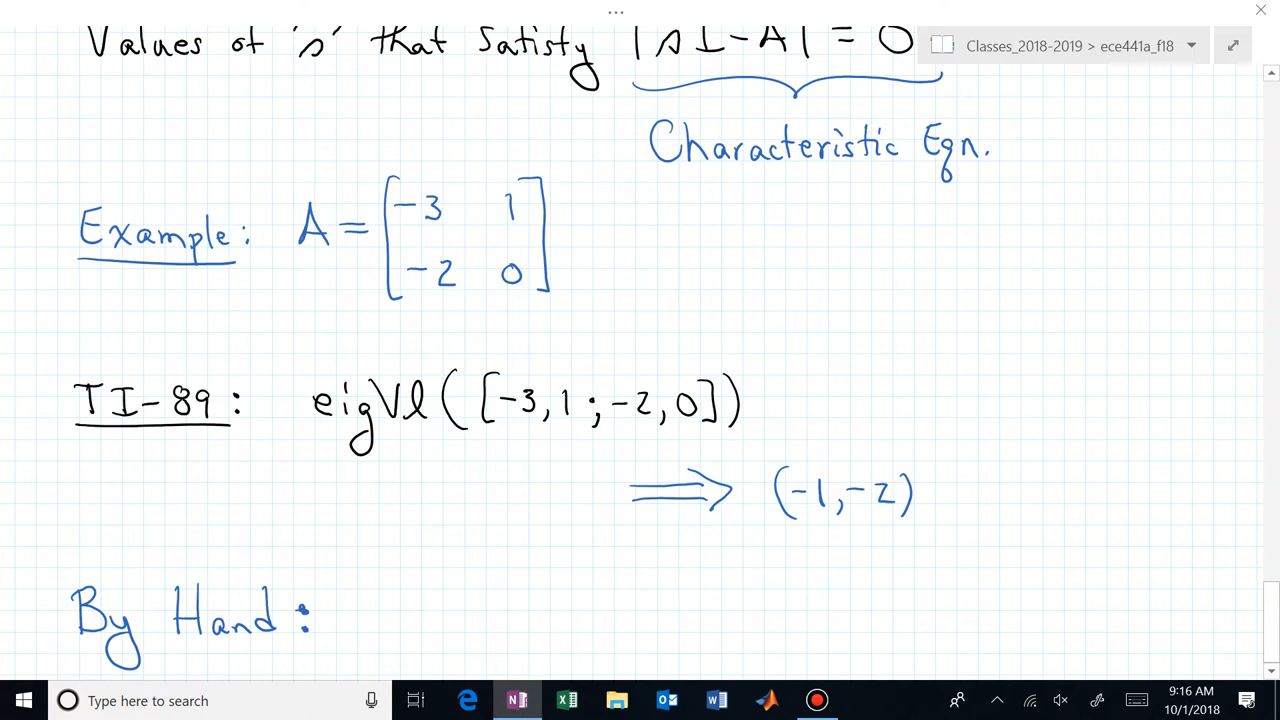 Values of 's' that satisfy |sI-A| = 0
Classes_2018-2019 > ece441a_f18
Characteristic Eqn.
Example: A = [-3 1
-2 0]
TI-89: eigVl([-3,1;-2,0])
⟹ (-1,-2)
By Hand:
Type here to search
9:16 AM
10/1/2018